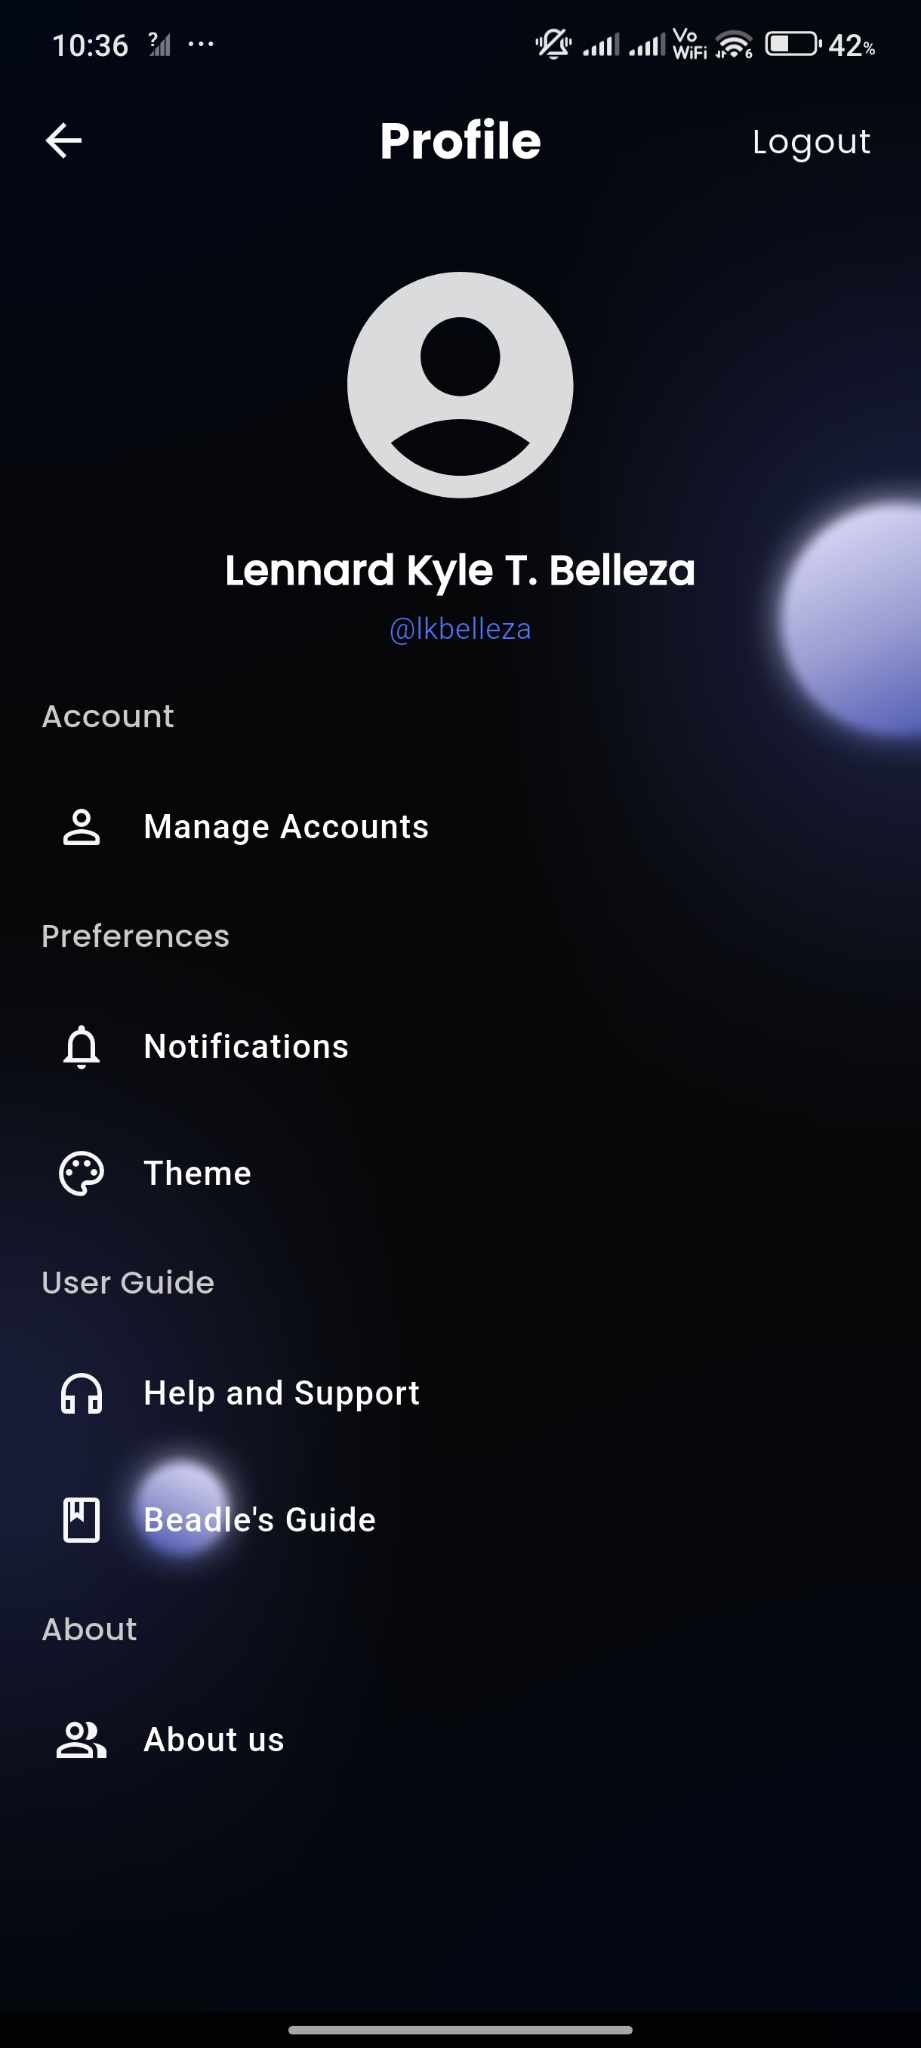 10:36 ? ... Vo WiFi 6 42%
Profile Logout
Lennard Kyle T. Belleza
@lkbelleza
Account
Manage Accounts
Preferences
Notifications
Theme
User Guide
Help and Support
Beadle's Guide
About
About us